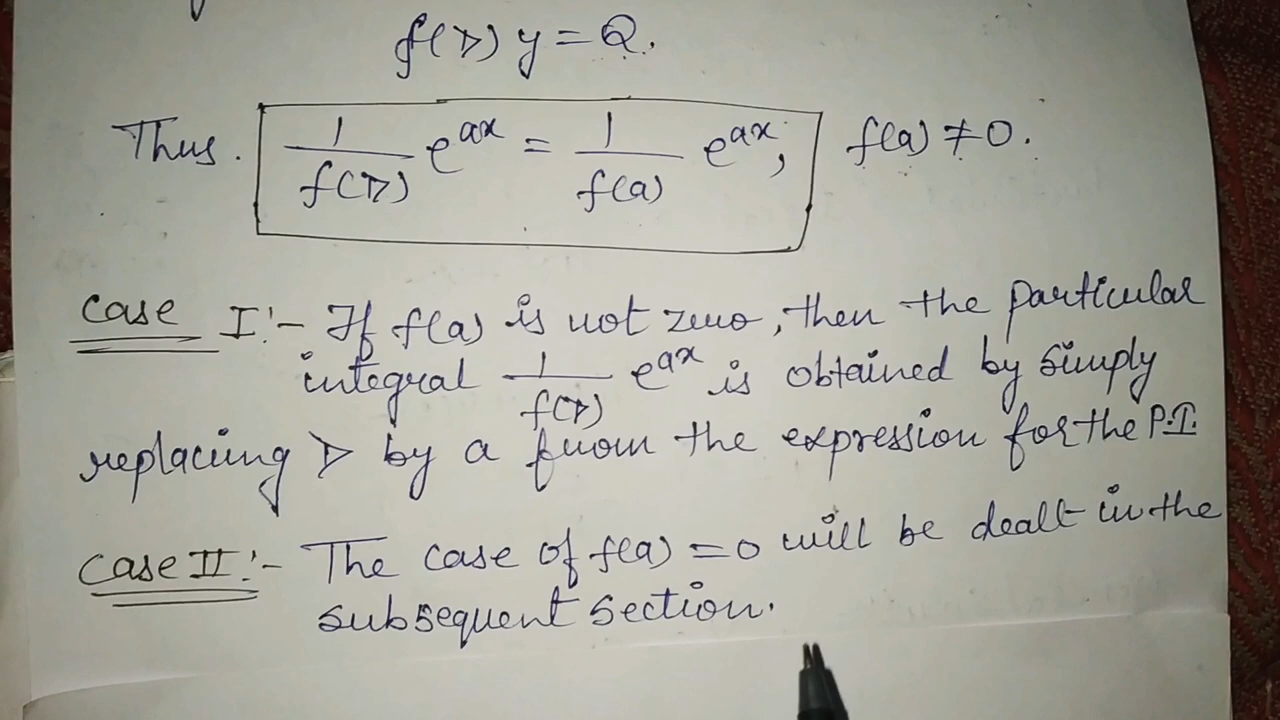 f(D) y = Q.
Thus. 1/f(D) e^{ax} = 1/f(a) e^{ax}, f(a) ≠ 0.
Case I:- If f(a) is not zero, then the particular
integral 1/f(D) e^{ax} is obtained by simply
replacing D by a from the expression for the P.I.
Case II:- The case of f(a) = 0 will be dealt in the
subsequent section.